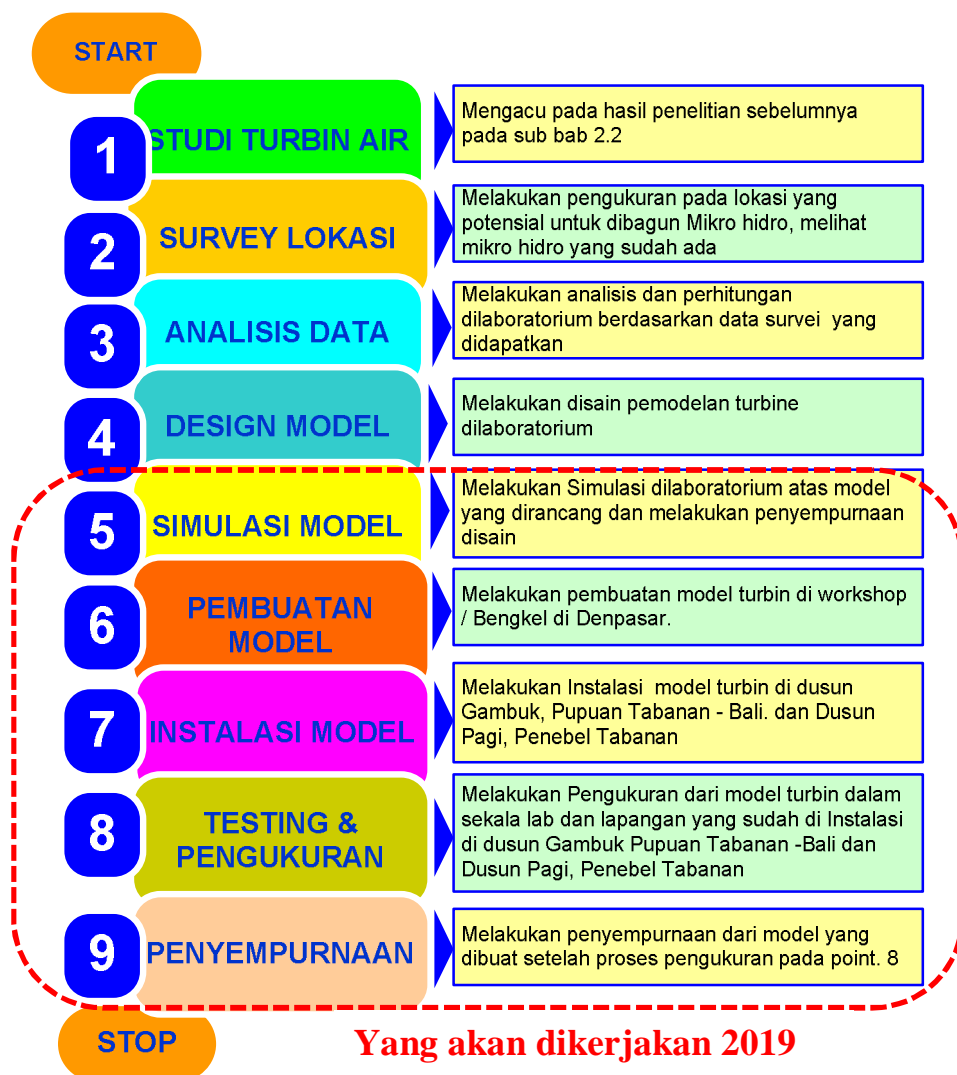 START
1
STUDI TURBIN AIR
Mengacu pada hasil penelitian sebelumnya
pada sub bab 2.2
2
SURVEY LOKASI
Melakukan pengukuran pada lokasi yang
potensial untuk dibagun Mikro hidro, melihat
mikro hidro yang sudah ada
3
ANALISIS DATA
Melakukan analisis dan perhitungan
dilaboratorium berdasarkan data survei yang
didapatkan
4
DESIGN MODEL
Melakukan disain pemodelan turbine
dilaboratorium
5
SIMULASI MODEL
Melakukan Simulasi dilaboratorium atas model
yang dirancang dan melakukan penyempurnaan
disain
6
PEMBUATAN
MODEL
Melakukan pembuatan model turbin di workshop
/ Bengkel di Denpasar.
7
INSTALASI MODEL
Melakukan Instalasi model turbin di dusun
Gambuk, Pupuan Tabanan - Bali. dan Dusun
Pagi, Penebel Tabanan
8
TESTING &
PENGUKURAN
Melakukan Pengukuran dari model turbin dalam
sekala lab dan lapangan yang sudah di Instalasi
di dusun Gambuk Pupuan Tabanan -Bali dan
Dusun Pagi, Penebel Tabanan
9
PENYEMPURNAAN
Melakukan penyempurnaan dari model yang
dibuat setelah proses pengukuran pada point. 8
STOP
Yang akan dikerjakan 2019